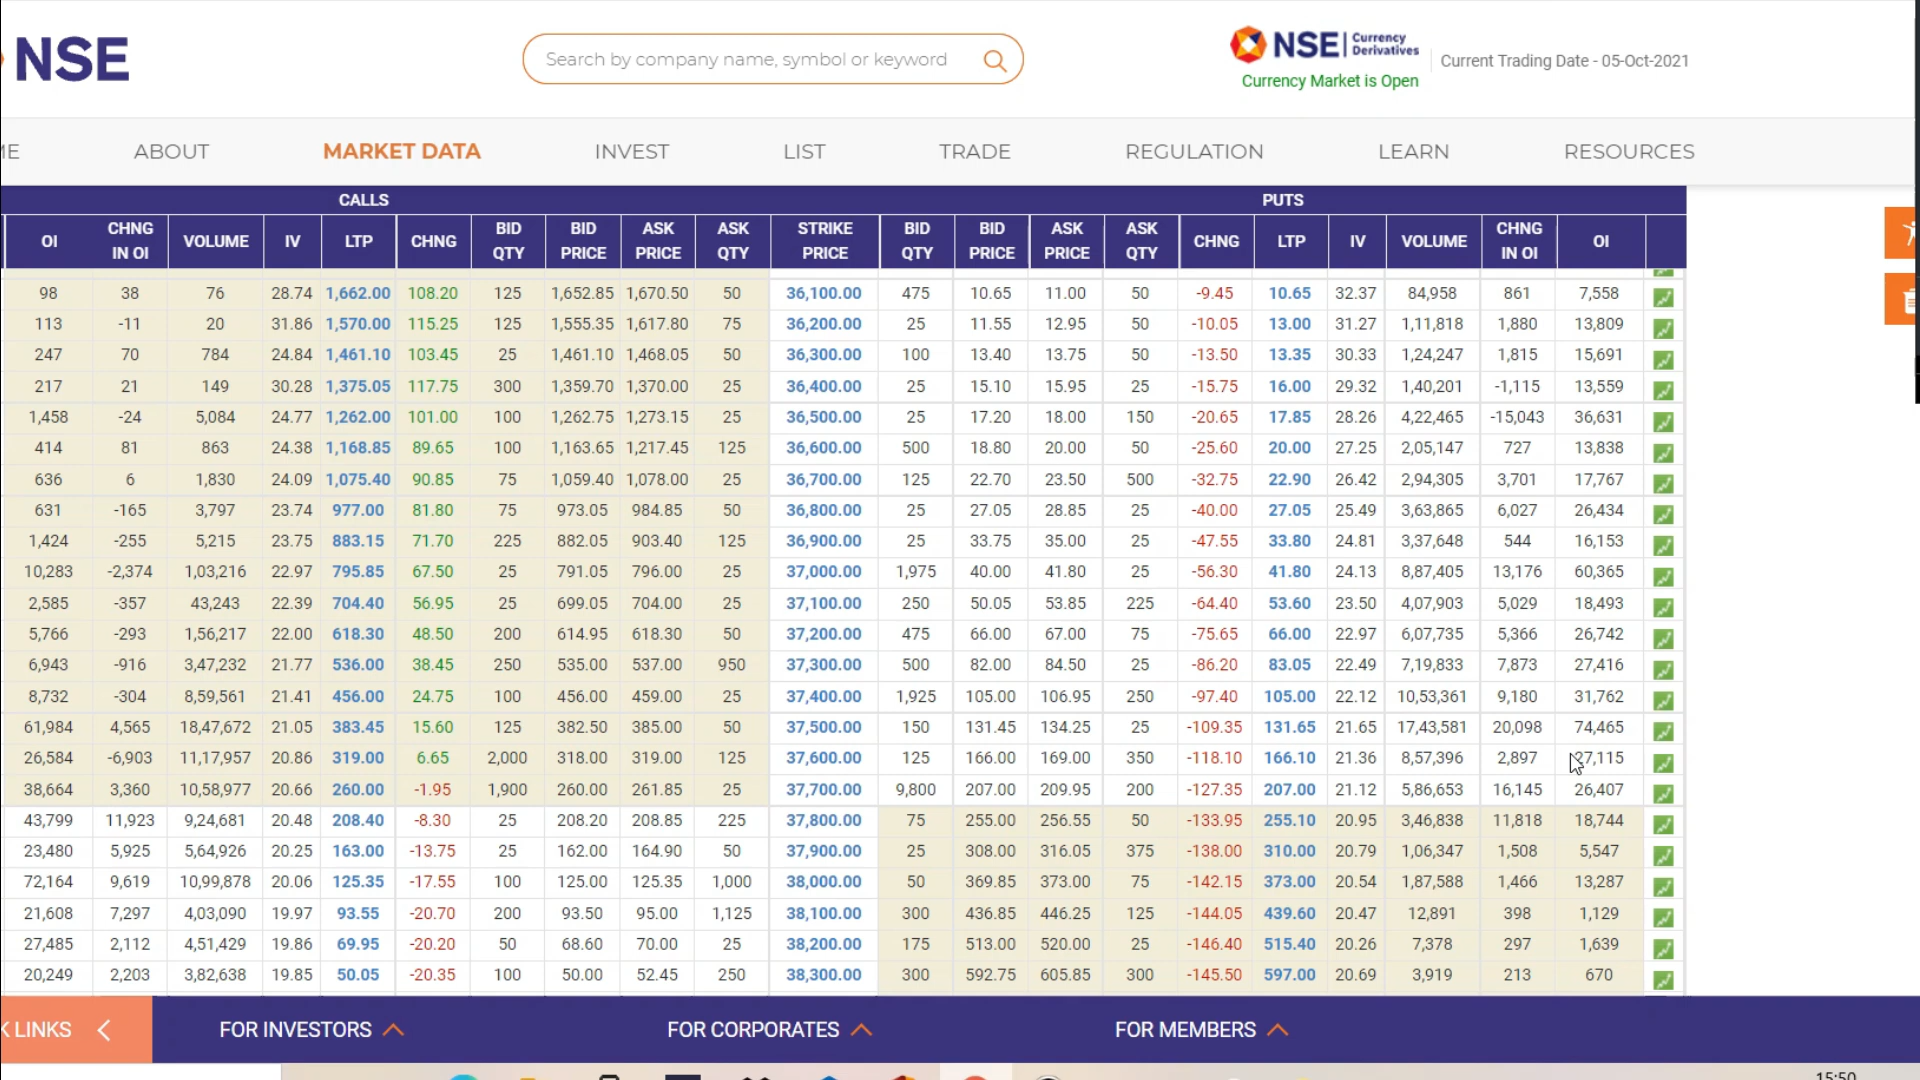 NSE
Search by company name, symbol or keyword
NSE Currency Derivatives
Currency Market is Open
Current Trading Date - 05-Oct-2021
ME ABOUT MARKET DATA INVEST LIST TRADE REGULATION LEARN RESOURCES
CALLS PUTS
OI CHNG IN OI VOLUME IV LTP CHNG BID QTY BID PRICE ASK PRICE ASK QTY STRIKE PRICE BID QTY BID PRICE ASK PRICE ASK QTY CHNG LTP IV VOLUME CHNG IN OI OI
98 38 76 28.74 1,662.00 108.20 125 1,652.85 1,670.50 50 36,100.00 475 10.65 11.00 50 -9.45 10.65 32.37 84,958 861 7,558
113 -11 20 31.86 1,570.00 115.25 125 1,555.35 1,617.80 75 36,200.00 25 11.55 12.95 50 -10.05 13.00 31.27 1,11,818 1,880 13,809
247 70 784 24.84 1,461.10 103.45 25 1,461.10 1,468.05 50 36,300.00 100 13.40 13.75 50 -13.50 13.35 30.33 1,24,247 1,815 15,691
217 21 149 30.28 1,375.05 117.75 300 1,359.70 1,370.00 25 36,400.00 25 15.10 15.95 25 -15.75 16.00 29.32 1,40,201 -1,115 13,559
1,458 -24 5,084 24.77 1,262.00 101.00 100 1,262.75 1,273.15 25 36,500.00 25 17.20 18.00 150 -20.65 17.85 28.26 4,22,465 -15,043 36,631
414 81 863 24.38 1,168.85 89.65 100 1,163.65 1,217.45 125 36,600.00 500 18.80 20.00 50 -25.60 20.00 27.25 2,05,147 727 13,838
636 6 1,830 24.09 1,075.40 90.85 75 1,059.40 1,078.00 25 36,700.00 125 22.70 23.50 500 -32.75 22.90 26.42 2,94,305 3,701 17,767
631 -165 3,797 23.74 977.00 81.80 75 973.05 984.85 50 36,800.00 25 27.05 28.85 25 -40.00 27.05 25.49 3,63,865 6,027 26,434
1,424 -255 5,215 23.75 883.15 71.70 225 882.05 903.40 125 36,900.00 25 33.75 35.00 25 -47.55 33.80 24.81 3,37,648 544 16,153
10,283 -2,374 1,03,216 22.97 795.85 67.50 25 791.05 796.00 25 37,000.00 1,975 40.00 41.80 25 -56.30 41.80 24.13 8,87,405 13,176 60,365
2,585 -357 43,243 22.39 704.40 56.95 25 699.05 704.00 25 37,100.00 250 50.05 53.85 225 -64.40 53.60 23.50 4,07,903 5,029 18,493
5,766 -293 1,56,217 22.00 618.30 48.50 200 614.95 618.30 50 37,200.00 475 66.00 67.00 75 -75.65 66.00 22.97 6,07,735 5,366 26,742
6,943 -916 3,47,232 21.77 536.00 38.45 250 535.00 537.00 950 37,300.00 500 82.00 84.50 25 -86.20 83.05 22.49 7,19,833 7,873 27,416
8,732 -304 8,59,561 21.41 456.00 24.75 100 456.00 459.00 25 37,400.00 1,925 105.00 106.95 250 -97.40 105.00 22.12 10,53,361 9,180 31,762
61,984 4,565 18,47,672 21.05 383.45 15.60 125 382.50 385.00 50 37,500.00 150 131.45 134.25 25 -109.35 131.65 21.65 17,43,581 20,098 74,465
26,584 -6,903 11,17,957 20.86 319.00 6.65 2,000 318.00 319.00 125 37,600.00 125 166.00 169.00 350 -118.10 166.10 21.36 8,57,396 2,897 27,115
38,664 3,360 10,58,977 20.66 260.00 -1.95 1,900 260.00 261.85 25 37,700.00 9,800 207.00 209.95 200 -127.35 207.00 21.12 5,86,653 16,145 26,407
43,799 11,923 9,24,681 20.48 208.40 -8.30 25 208.20 208.85 225 37,800.00 75 255.00 256.55 50 -133.95 255.10 20.95 3,46,838 11,818 18,744
23,480 5,925 5,64,926 20.25 163.00 -13.75 25 162.00 164.90 50 37,900.00 25 308.00 316.05 375 -138.00 310.00 20.79 1,06,347 1,508 5,547
72,164 9,619 10,99,878 20.06 125.35 -17.55 100 125.00 125.35 1,000 38,000.00 50 369.85 373.00 75 -142.15 373.00 20.54 1,87,588 1,466 13,287
21,608 7,297 4,03,090 19.97 93.55 -20.70 200 93.50 95.00 1,125 38,100.00 300 436.85 446.25 125 -144.05 439.60 20.47 12,891 398 1,129
27,485 2,112 4,51,429 19.86 69.95 -20.20 50 68.60 70.00 25 38,200.00 175 513.00 520.00 25 -146.40 515.40 20.26 7,378 297 1,639
20,249 2,203 3,82,638 19.85 50.05 -20.35 100 50.00 52.45 250 38,300.00 300 592.75 605.85 300 -145.50 597.00 20.69 3,919 213 670
K LINKS FOR INVESTORS FOR CORPORATES FOR MEMBERS
15:50